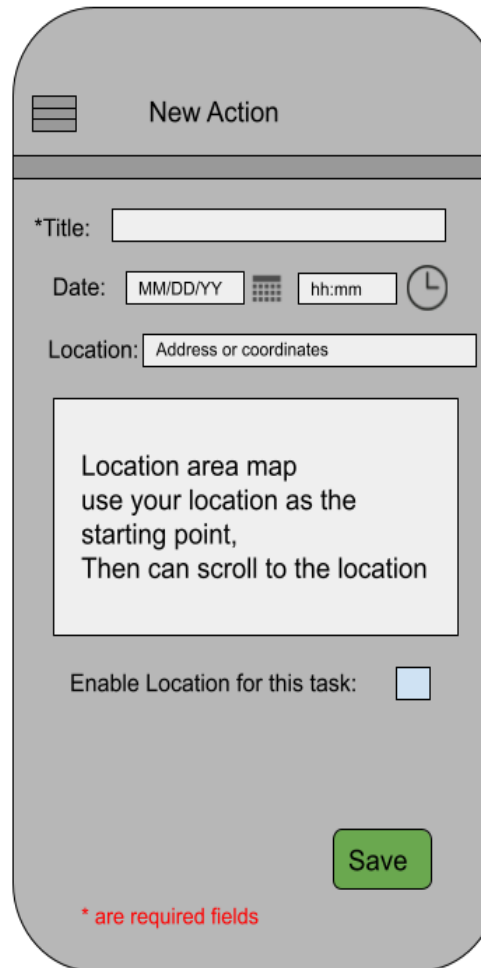 New Action
*Title:
Date: MM/DD/YY hh:mm
Location: Address or coordinates
Location area map
use your location as the
starting point,
Then can scroll to the location
Enable Location for this task:
Save
* are required fields